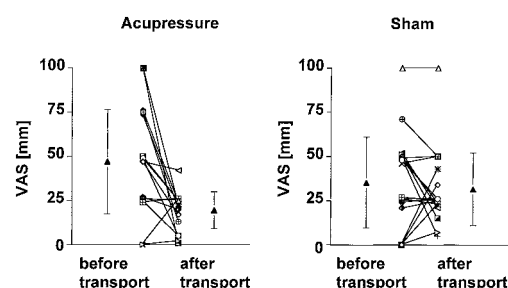 Acupressure
Sham
VAS [mm]
100
75
50
25
0
before transport
after transport
VAS [mm]
100
75
50
25
0
before transport
after transport